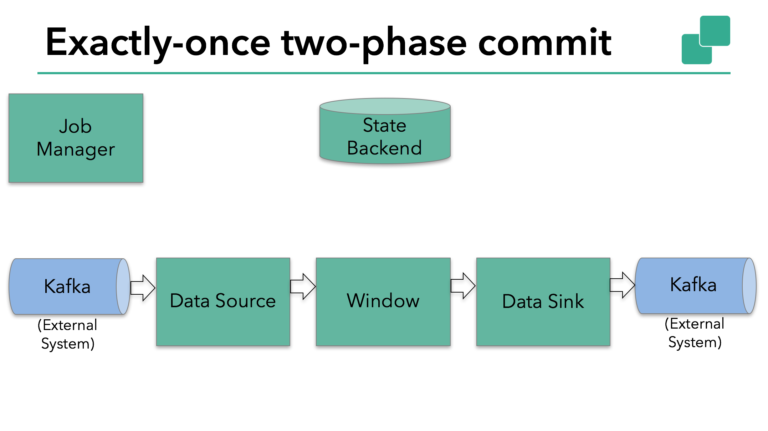 Exactly-once two-phase commit
Job
Manager
State
Backend
Kafka
(External
System)
Data Source
Window
Data Sink
Kafka
(External
System)